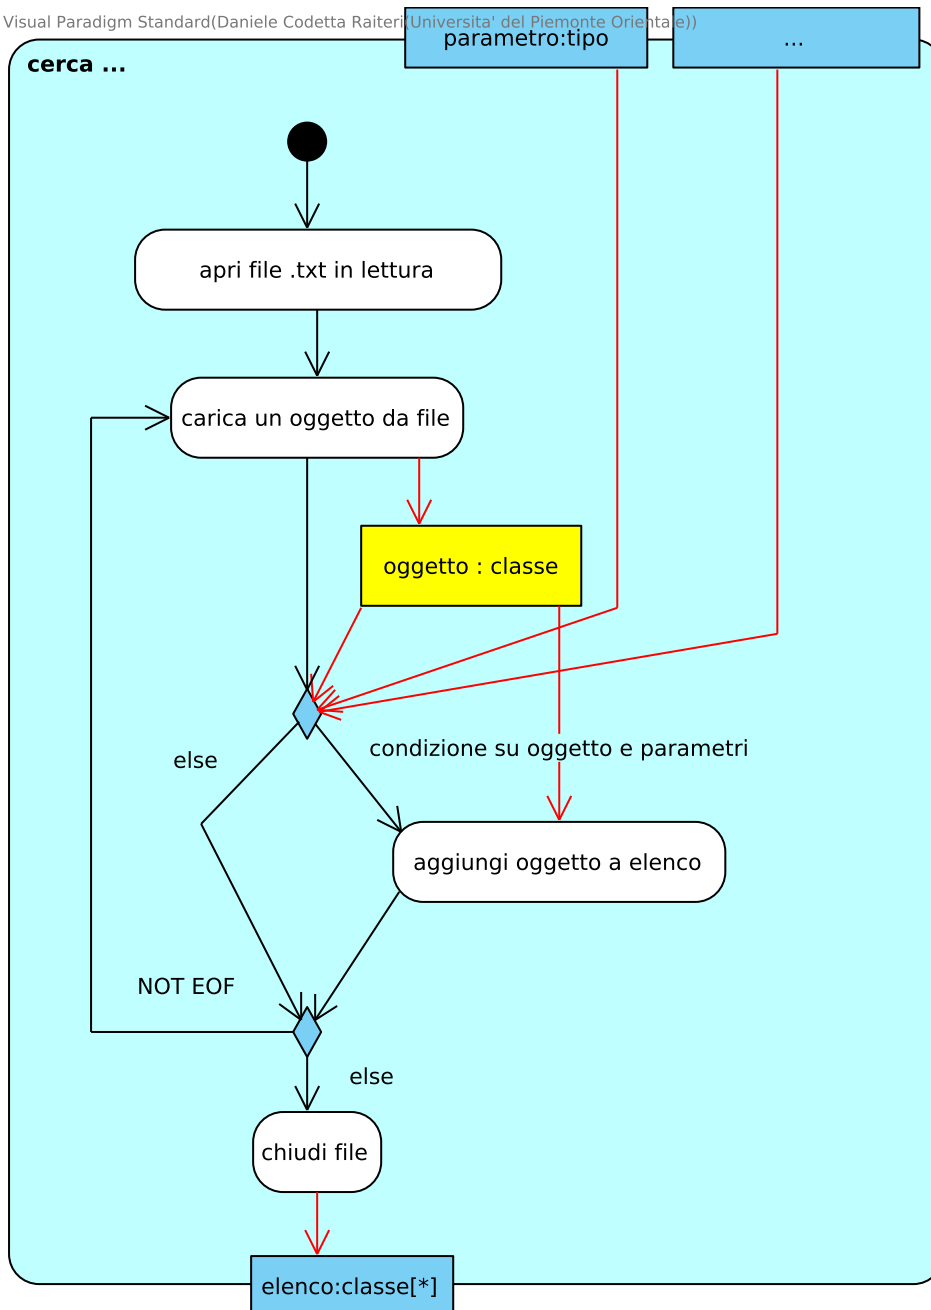 Visual Paradigm Standard(Daniele Codetta Raiteri(Universita' del Piemonte Orientale))
parametro:tipo
...
cerca ...
apri file .txt in lettura
carica un oggetto da file
oggetto : classe
condizione su oggetto e parametri
else
aggiungi oggetto a elenco
NOT EOF
else
chiudi file
elenco:classe[*]